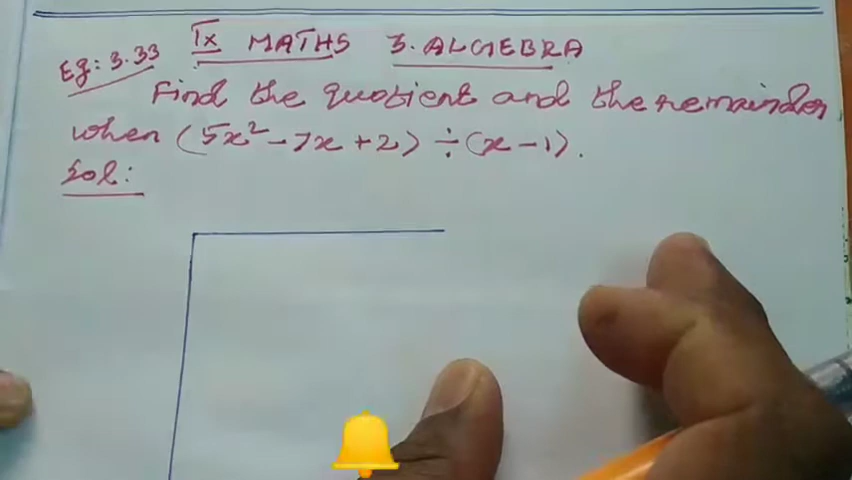 IX MATHS 3. ALGEBRA
Eg: 3.33
Find the quotient and the remainder
when (5x² - 7x + 2) ÷ (x - 1).
Sol: